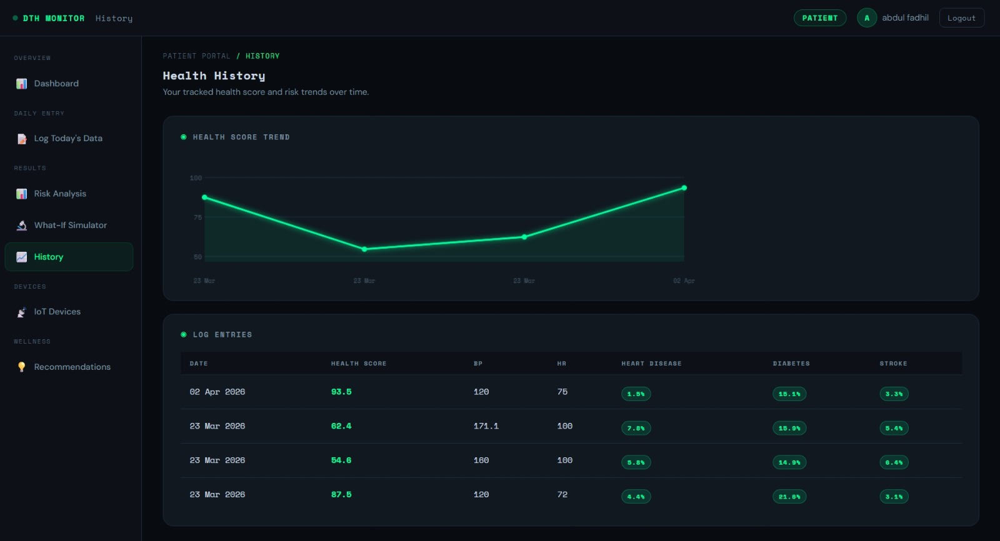 DTH MONITOR History PATIENT A abdul fadhil Logout
OVERVIEW
Dashboard
DAILY ENTRY
Log Today's Data
RESULTS
Risk Analysis
What-If Simulator
History
DEVICES
IoT Devices
WELLNESS
Recommendations
PATIENT PORTAL / HISTORY
Health History
Your tracked health score and risk trends over time.
HEALTH SCORE TREND
100
75
50
23 Mar 23 Mar 23 Mar 02 Apr
LOG ENTRIES
DATE HEALTH SCORE BP HR HEART DISEASE DIABETES STROKE
02 Apr 2026 93.5 120 75 1.5% 15.1% 3.3%
23 Mar 2026 62.4 171.1 100 7.8% 15.9% 5.4%
23 Mar 2026 54.6 160 100 5.8% 14.9% 6.4%
23 Mar 2026 87.5 120 72 4.4% 21.6% 3.1%